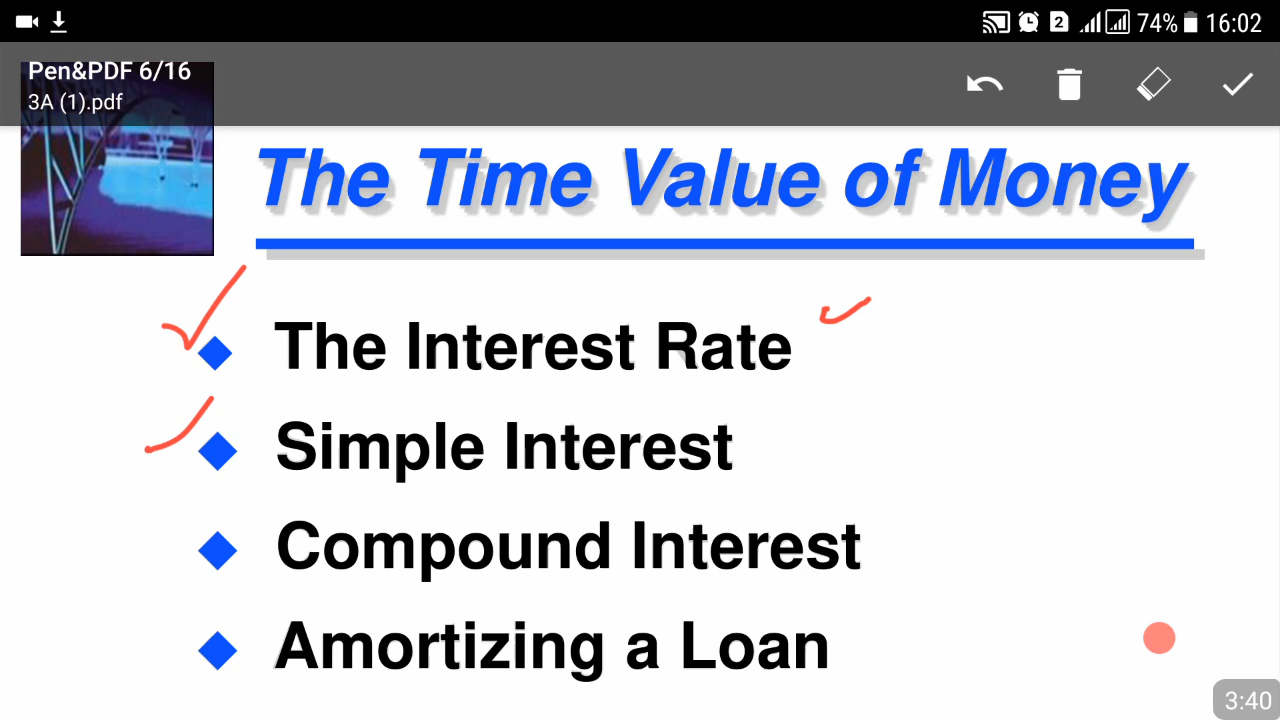 2 74% 16:02
Pen&PDF 6/16
3A (1).pdf
The Time Value of Money
The Interest Rate
Simple Interest
Compound Interest
Amortizing a Loan
3:40